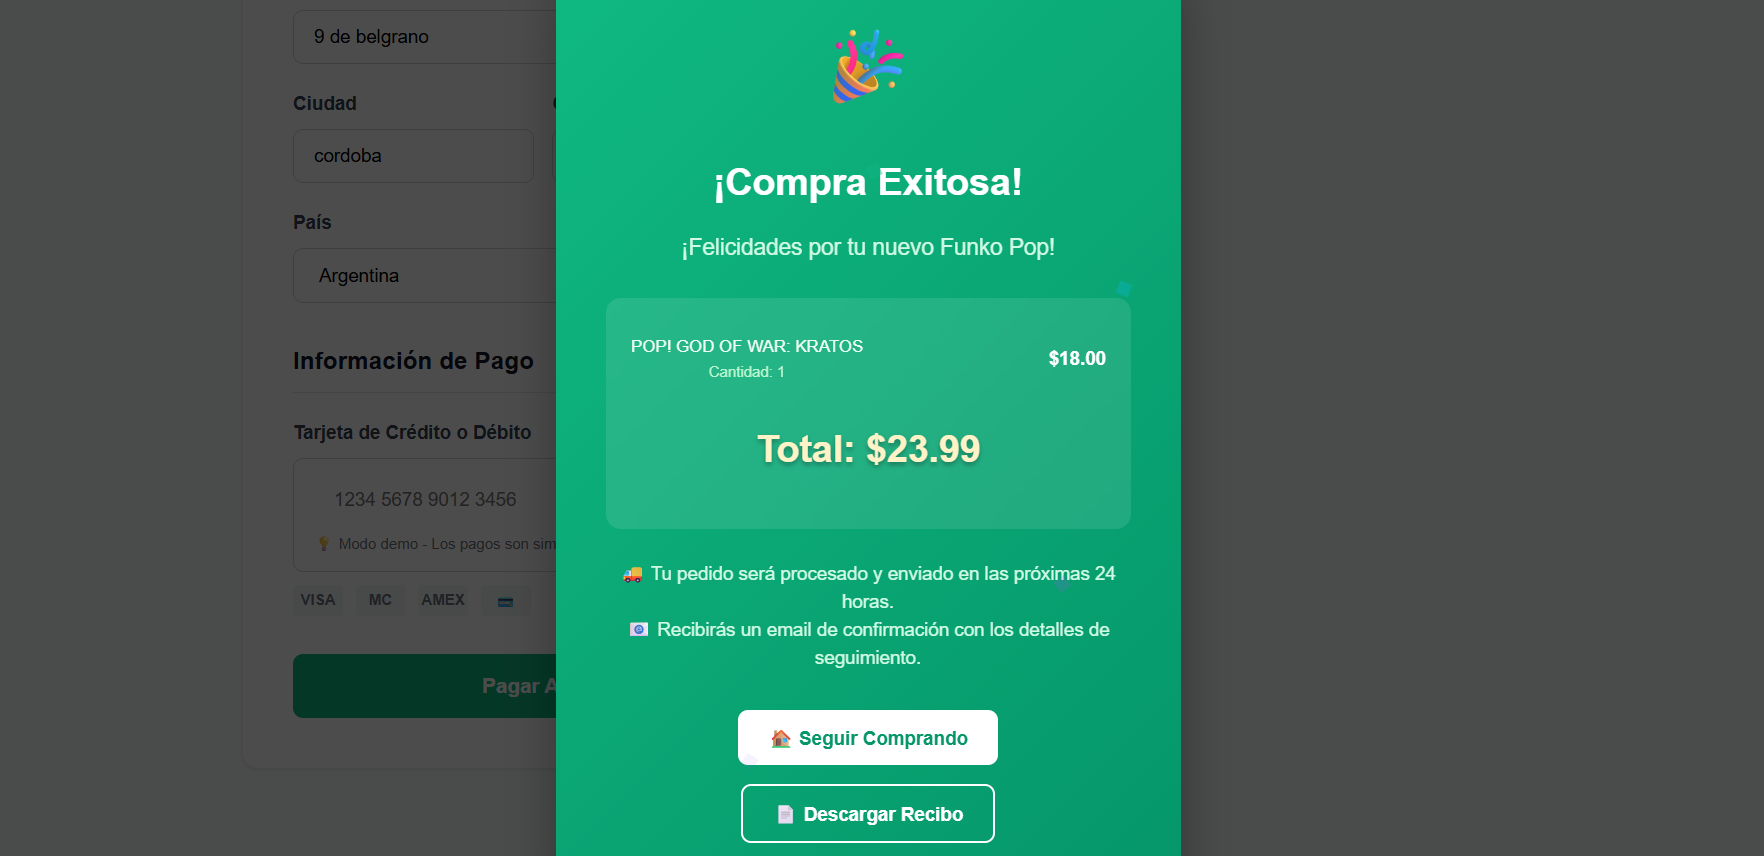 9 de belgrano
Ciudad
cordoba
País
Argentina
Información de Pago
Tarjeta de Crédito o Débito
1234 5678 9012 3456
Modo demo - Los pagos son sim
VISA MC AMEX
Pagar A
¡Compra Exitosa!
¡Felicidades por tu nuevo Funko Pop!
POP! GOD OF WAR: KRATOS
Cantidad: 1
$18.00
Total: $23.99
Tu pedido será procesado y enviado en las próximas 24
horas.
Recibirás un email de confirmación con los detalles de
seguimiento.
Seguir Comprando
Descargar Recibo